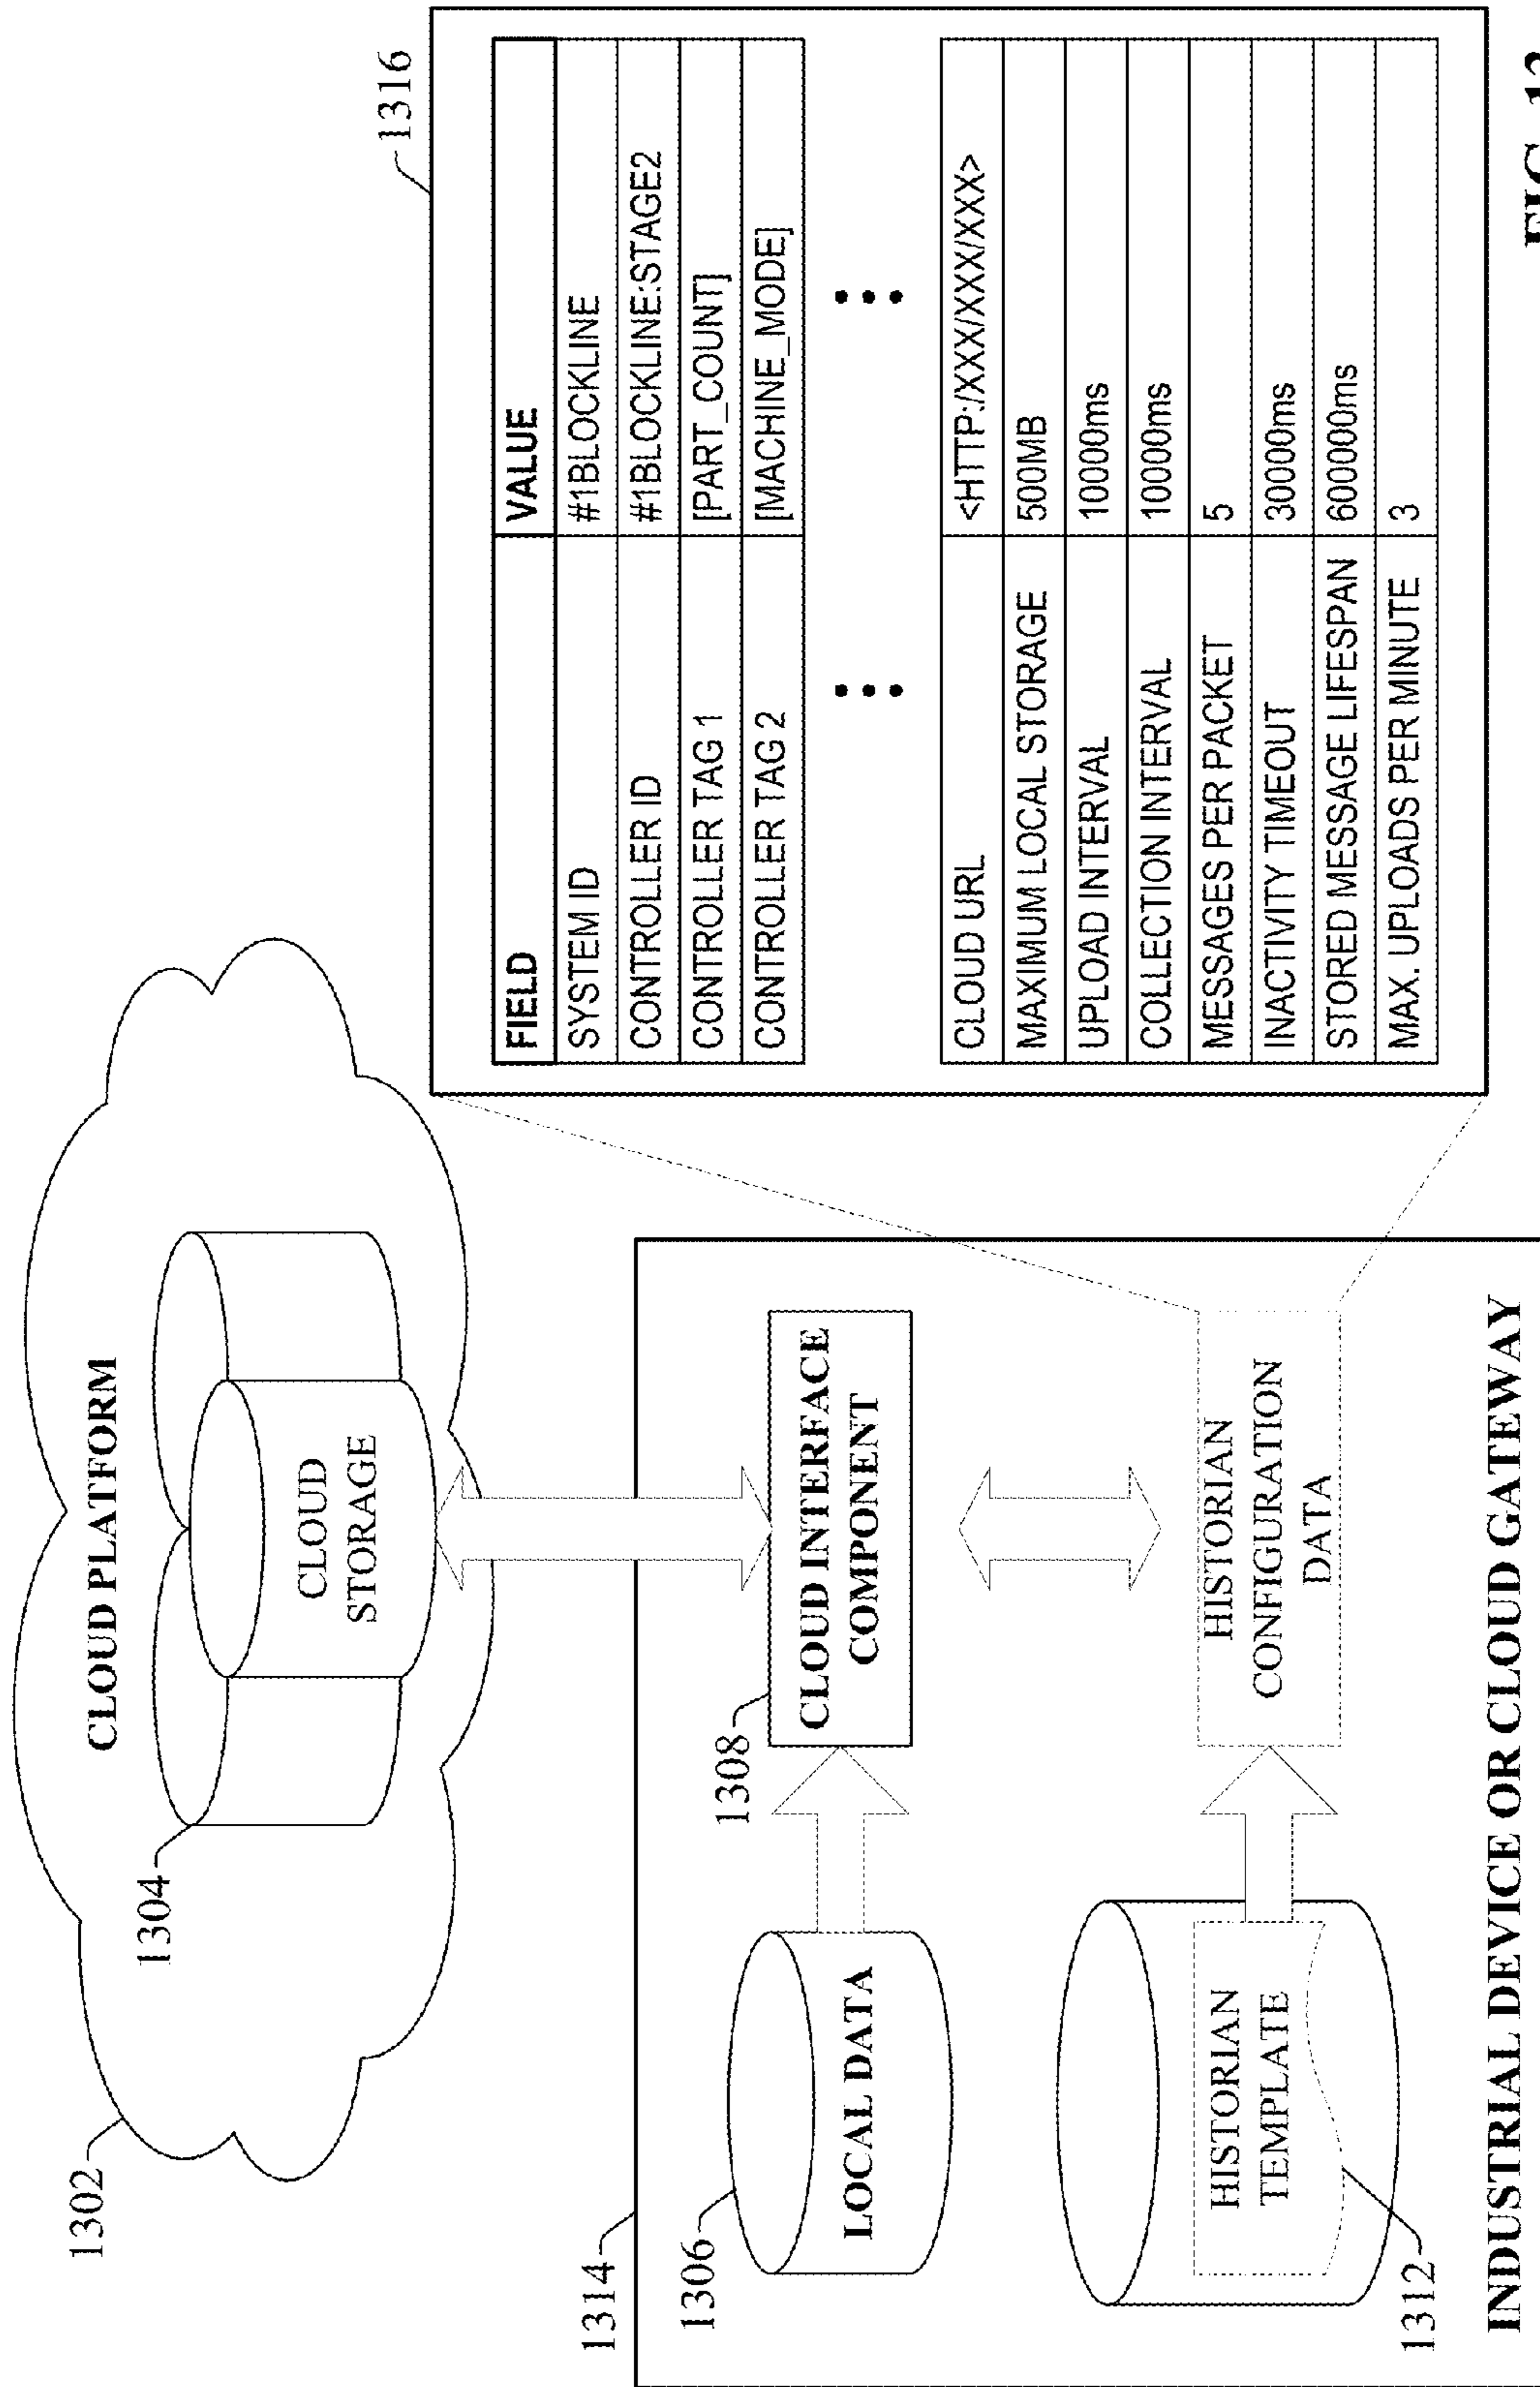 1302
CLOUD PLATFORM
1304
CLOUD
STORAGE
1314
1306
LOCAL DATA
1308
CLOUD INTERFACE
COMPONENT
HISTORIAN
TEMPLATE
1312
HISTORIAN
CONFIGURATION
DATA
INDUSTRIAL DEVICE OR CLOUD GATEWAY
1316
FIELD VALUE
SYSTEM ID #1BLOCKLINE
CONTROLLER ID #1BLOCKLINE:STAGE2
CONTROLLER TAG 1 [PART_COUNT]
CONTROLLER TAG 2 [MACHINE_MODE]
CLOUD URL <HTTP:/XXX/XXX/XXX>
MAXIMUM LOCAL STORAGE 500MB
UPLOAD INTERVAL 10000ms
COLLECTION INTERVAL 10000ms
MESSAGES PER PACKET 5
INACTIVITY TIMEOUT 30000ms
STORED MESSAGE LIFESPAN 600000ms
MAX. UPLOADS PER MINUTE 3
FIG. 13